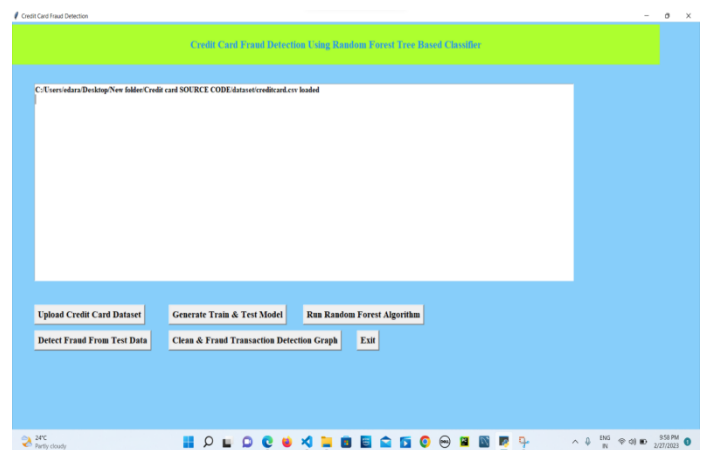 Credit Card Fraud Detection
Credit Card Fraud Detection Using Random Forest Tree Based Classifier
C:/Users/edara/Desktop/New folder/Credit card SOURCE CODE/dataset/creditcard.csv loaded
Upload Credit Card Dataset Generate Train & Test Model Run Random Forest Algorithm
Detect Fraud From Test Data Clean & Fraud Transaction Detection Graph Exit
24°C
Partly cloudy
ENG
IN
9:58 PM
2/27/2023